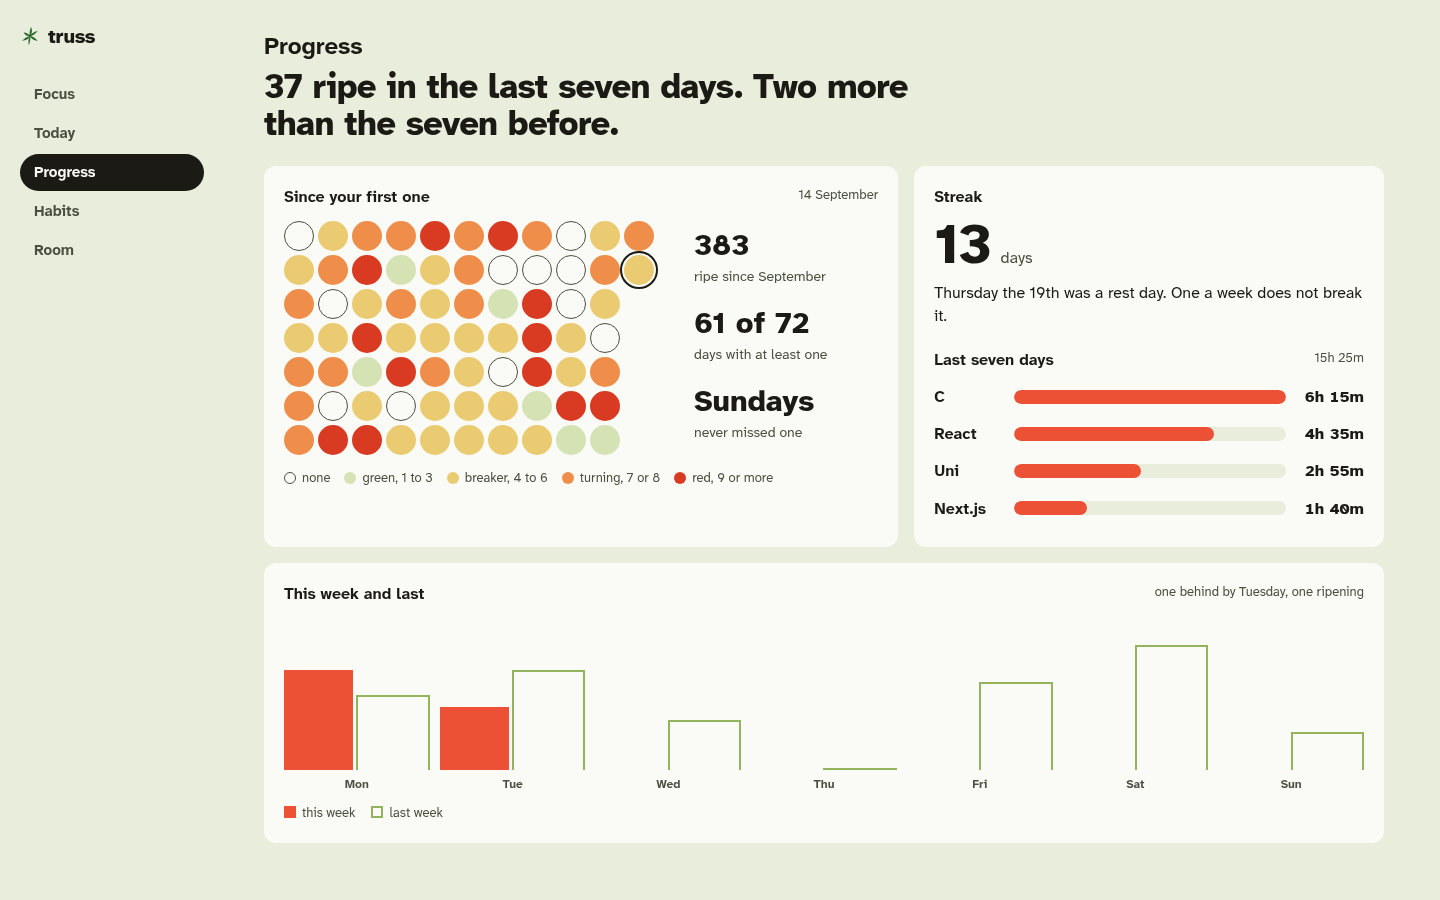 truss
Focus
Today
Progress
Habits
Room
Progress
37 ripe in the last seven days. Two more
than the seven before.
Since your first one
14 September
383
ripe since September
61 of 72
days with at least one
Sundays
never missed one
none
green, 1 to 3
breaker, 4 to 6
turning, 7 or 8
red, 9 or more
Streak
13 days
Thursday the 19th was a rest day. One a week does not break
it.
Last seven days
15h 25m
C
6h 15m
React
4h 35m
Uni
2h 55m
Next.js
1h 40m
This week and last
one behind by Tuesday, one ripening
Mon
Tue
Wed
Thu
Fri
Sat
Sun
this week
last week